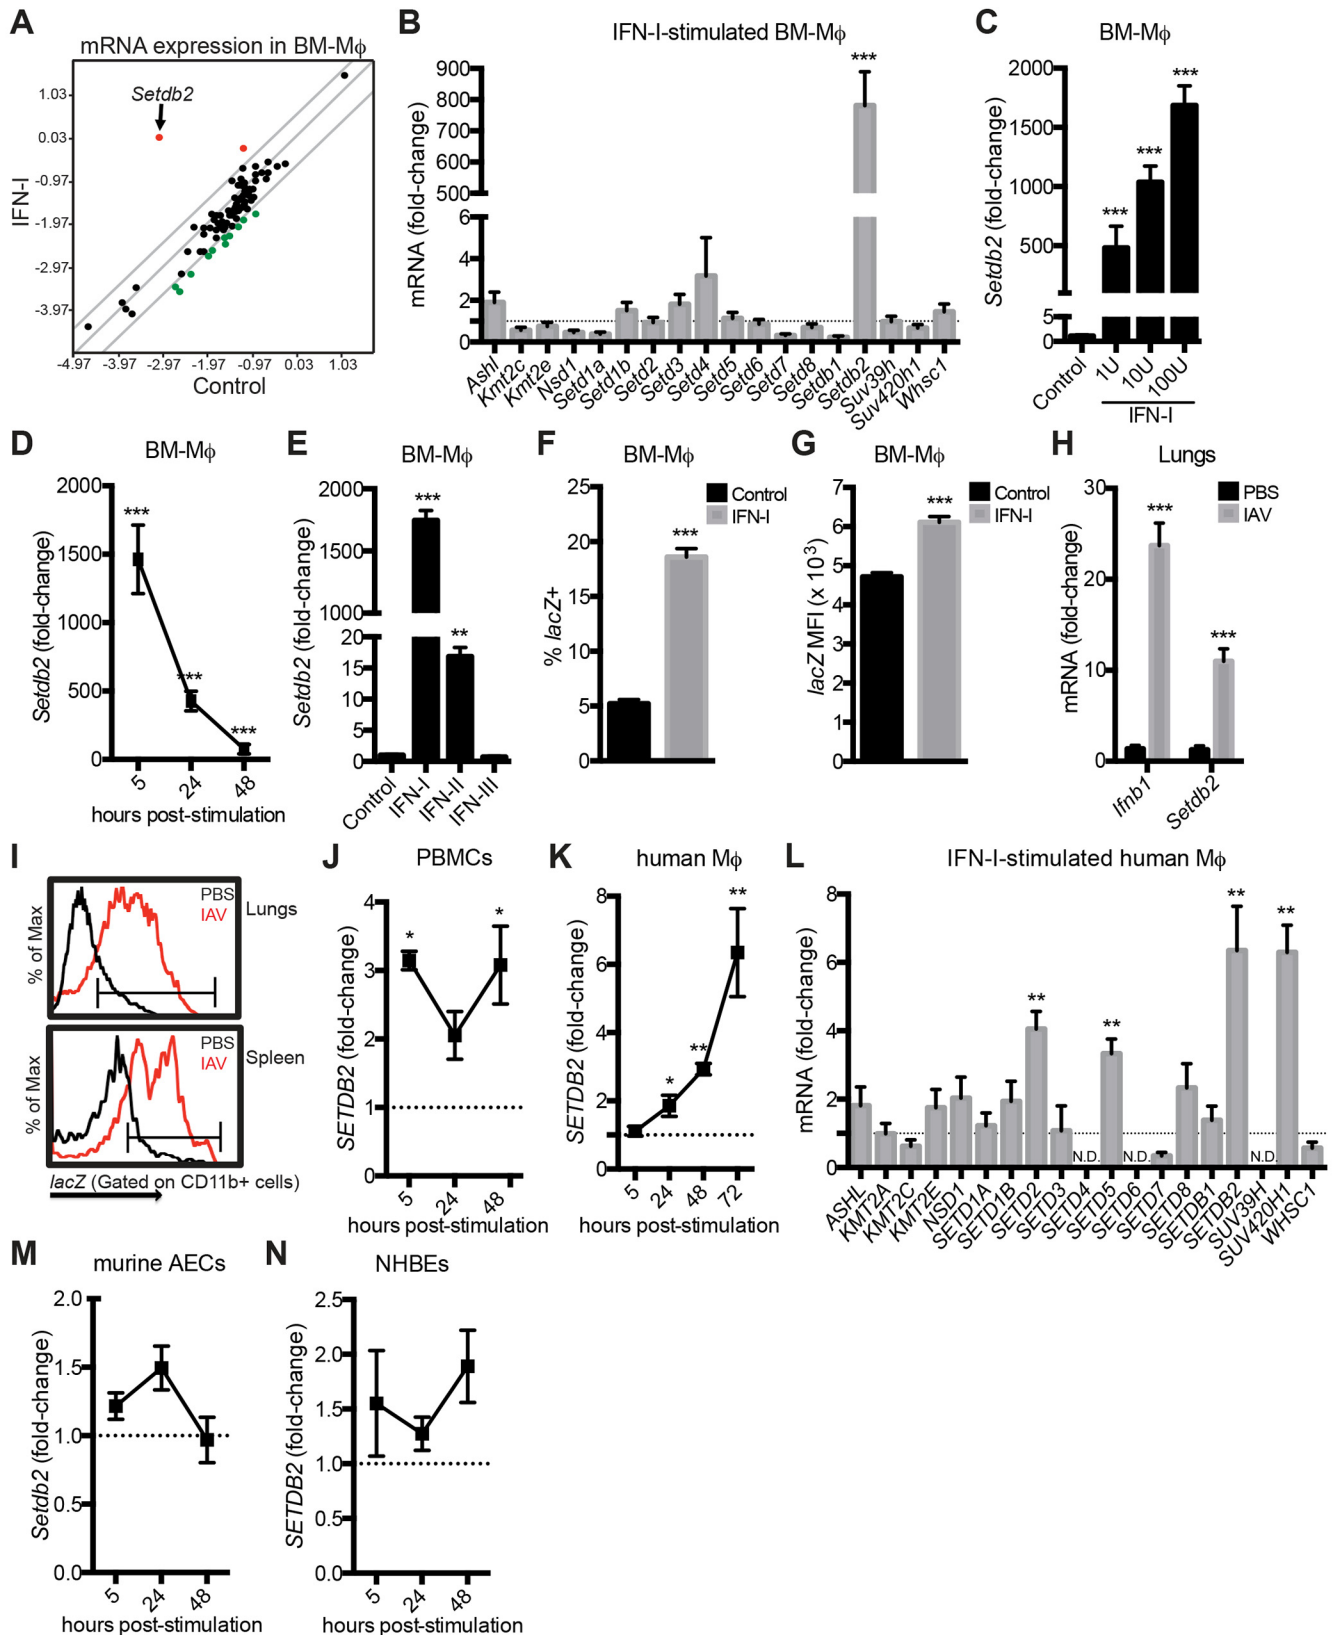 A
mRNA expression in BM-Mϕ
Setdb2
IFN-I
1.03
0.03
-0.97
-1.97
-2.97
-3.97
-4.97 -3.97 -2.97 -1.97 -0.97 0.03 1.03
Control
B
IFN-I-stimulated BM-Mϕ
mRNA (fold-change)
900
800
700
600
500
6
4
2
0
***
Ashl Kmt2c Kmt2e Nsd1 Setd1a Setd1b Setd2 Setd3 Setd4 Setd5 Setd6 Setd7 Setd8 Setdb1 Setdb2 Suv39h Suv420h1 Whsc1
C
BM-Mϕ
Setdb2 (fold-change)
2000
1500
1000
500
5
0
*** *** ***
Control 1U 10U 100U
IFN-I
D
BM-Mϕ
Setdb2 (fold-change)
2000
1500
1000
500
0
***
***
***
5 24 48
hours post-stimulation
E
BM-Mϕ
Setdb2 (fold-change)
2000
1500
1000
20
15
10
5
0
***
**
Control IFN-I IFN-II IFN-III
F
BM-Mϕ
% lacZ+
25
20
15
10
5
0
***
Control
IFN-I
G
BM-Mϕ
lacZ MFI (x 10³)
7
6
5
4
3
2
1
0
***
Control
IFN-I
H
Lungs
mRNA (fold-change)
30
20
10
0
***
***
PBS
IAV
Ifnb1 Setdb2
I
% of Max
PBS
IAV
Lungs
% of Max
PBS
IAV
Spleen
lacZ (Gated on CD11b+ cells)
J
PBMCs
SETDB2 (fold-change)
4
3
2
1
0
* *
5 24 48
hours post-stimulation
K
human Mϕ
SETDB2 (fold-change)
8
6
4
2
0
* ** **
5 24 48 72
hours post-stimulation
L
IFN-I-stimulated human Mϕ
mRNA (fold-change)
8
6
4
2
0
** ** ** **
N.D. N.D. N.D.
ASHL KMT2A KMT2C KMT2E NSD1 SETD1A SETD1B SETD2 SETD3 SETD4 SETD5 SETD6 SETD7 SETD8 SETDB1 SETDB2 SUV39H SUV420H1 WHSC1
M
murine AECs
Setdb2 (fold-change)
2.0
1.5
1.0
0.5
0.0
5 24 48
hours post-stimulation
N
NHBEs
SETDB2 (fold-change)
2.5
2.0
1.5
1.0
0.5
0.0
5 24 48
hours post-stimulation